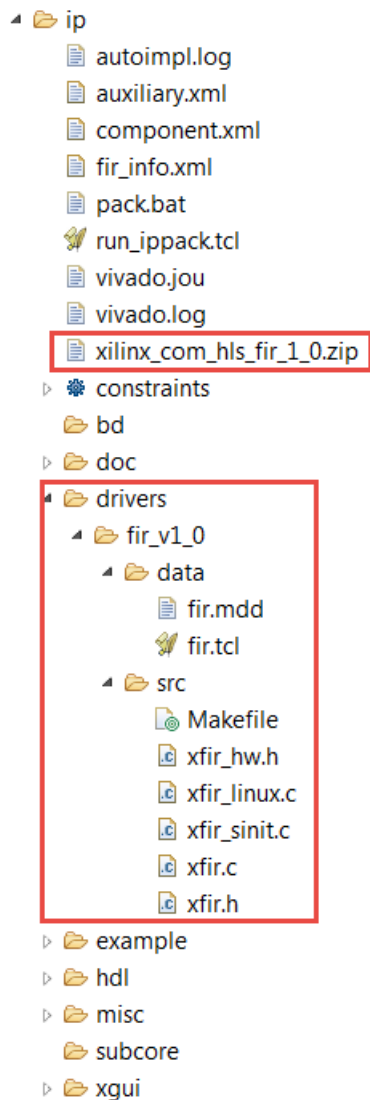 ip
autoimpl.log
auxiliary.xml
component.xml
fir_info.xml
pack.bat
run_ippack.tcl
vivado.jou
vivado.log
xilinx_com_hls_fir_1_0.zip
constraints
bd
doc
drivers
fir_v1_0
data
fir.mdd
fir.tcl
src
Makefile
xfir_hw.h
xfir_linux.c
xfir_sinit.c
xfir.c
xfir.h
example
hdl
misc
subcore
xgui